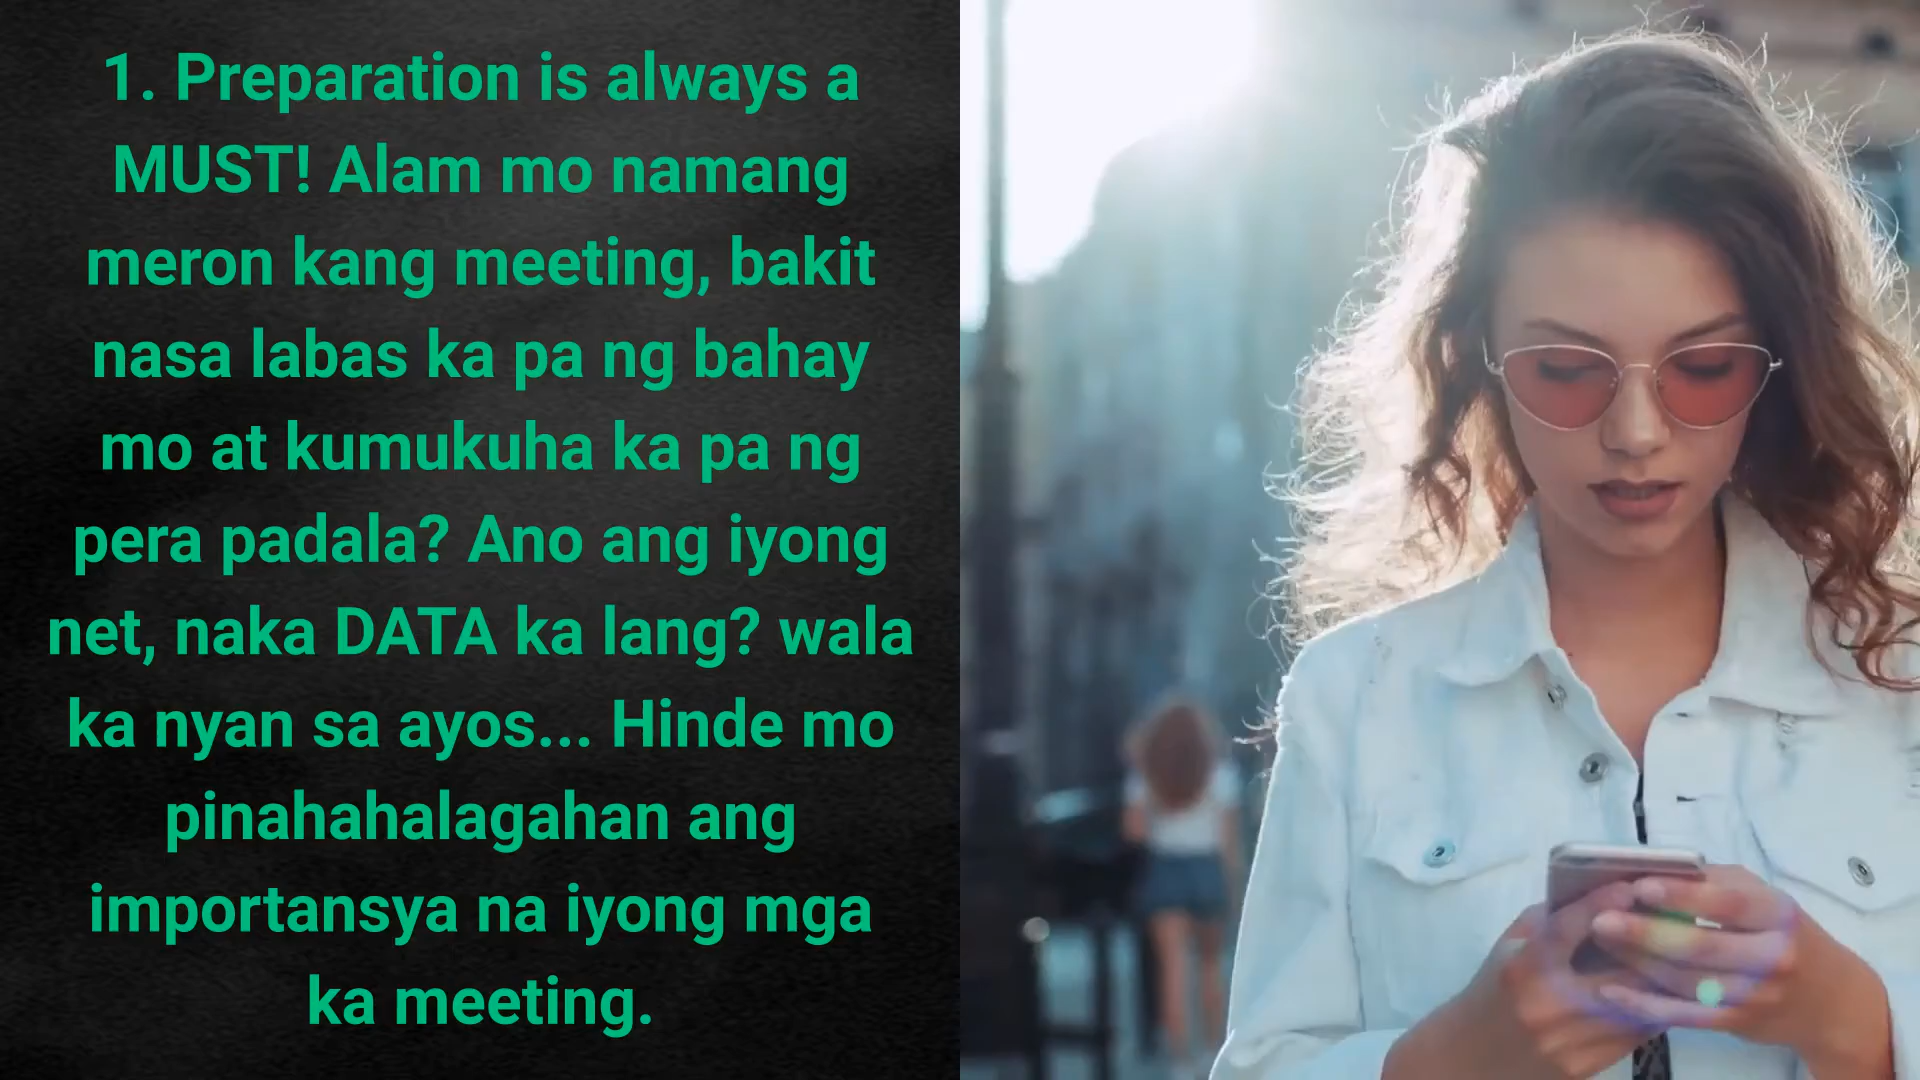 1. Preparation is always a
MUST! Alam mo namang
meron kang meeting, bakit
nasa labas ka pa ng bahay
mo at kumukuha ka pa ng
pera padala? Ano ang iyong
net, naka DATA ka lang? wala
ka nyan sa ayos... Hinde mo
pinahahalagahan ang
importansya na iyong mga
ka meeting.